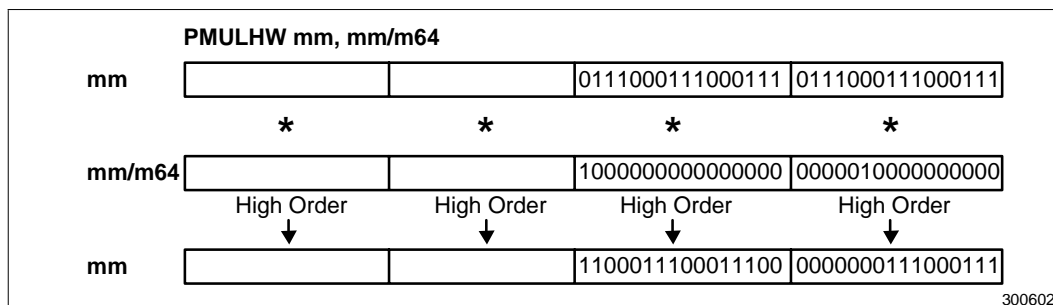 PMULHW mm, mm/m64
mm 0111000111000111 0111000111000111
* * * *
mm/m64 1000000000000000 0000010000000000
High Order High Order High Order High Order
mm 1100011100011100 0000000111000111
300602